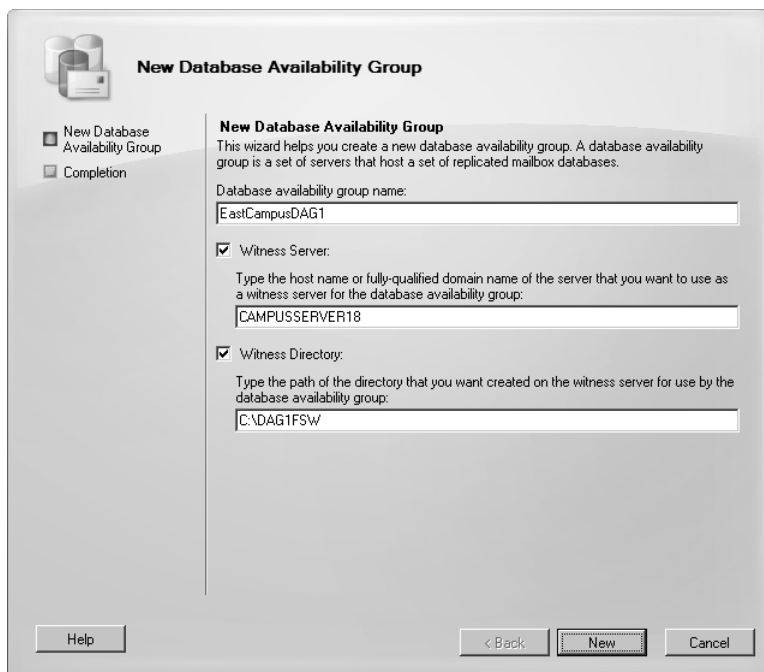 New Database Availability Group
New Database
Availability Group
Completion
New Database Availability Group
This wizard helps you create a new database availability group. A database availability
group is a set of servers that host a set of replicated mailbox databases.
Database availability group name:
EastCampusDAG1
Witness Server:
Type the host name or fully-qualified domain name of the server that you want to use as
a witness server for the database availability group:
CAMPUSSERVER18
Witness Directory:
Type the path of the directory that you want created on the witness server for use by the
database availability group:
C:\DAG1FSW
Help
< Back
New
Cancel